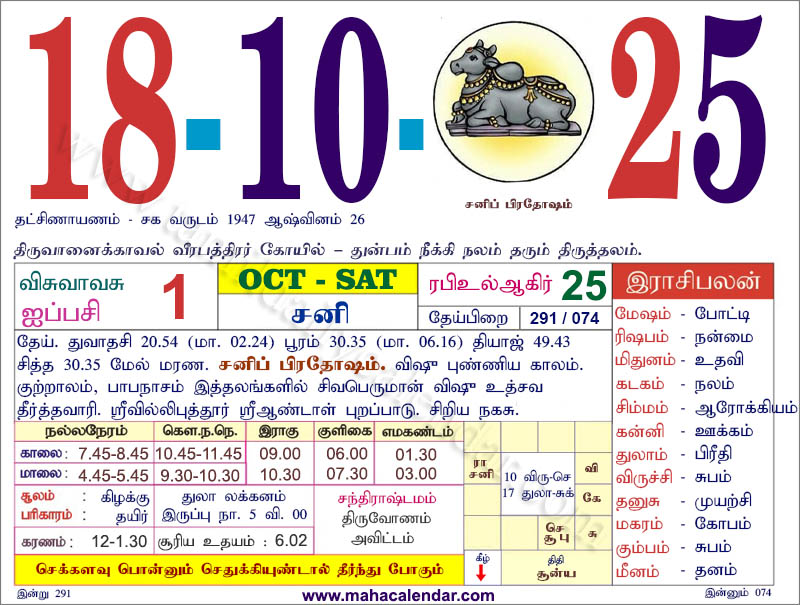 18-10-25
சனிப் பிரதோஷம்
தட்சிணாயணம் - சக வருடம் 1947 ஆஷ்வினம் 26
திருவானைக்காவல் வீரபத்திரர் கோயில் – துன்பம் நீக்கி நலம் தரும் திருத்தலம்.
விசுவாவசு
ஐப்பசி 1
OCT - SAT
சனி
ரபிஉல்ஆகிர் 25
தேய்பிறை 291 / 074
தேய். துவாதசி 20.54 (மா. 02.24) பூரம் 30.35 (மா. 06.16) தியாஜ் 49.43
சித்த 30.35 மேல் மரண. சனிப் பிரதோஷம். விஷு புண்ணிய காலம்.
குற்றாலம், பாபநாசம் இத்தலங்களில் சிவபெருமான் விஷு உத்சவ
தீர்த்தவாரி. ஸ்ரீவில்லிபுத்தூர் ஸ்ரீஆண்டாள் புறப்பாடு. சிறிய நகசு.
நல்லநேரம் கௌ.ந.நெ. இராகு குளிகை எமகண்டம்
காலை: 7.45-8.45 10.45-11.45 09.00 06.00 01.30
மாலை: 4.45-5.45 9.30-10.30 10.30 07.30 03.00
சூலம் : கிழக்கு
பரிகாரம் : தயிர்
துலா லக்கனம்
இருப்பு நா. 5 வி. 00
சந்திராஷ்டமம்
திருவோணம்
அவிட்டம்
கரணம் : 12-1.30 சூரிய உதயம் : 6.02
செக்களவு பொன்னும் செதுக்கியுண்டால் தீர்ந்து போகும்
ரா
சனி
10 விரு-செ
17 துலா-சுக்
வி
கே
செ
சூ பு
சு
கீழ்
திதி
சூன்ய
இராசிபலன்
மேஷம் - போட்டி
ரிஷபம் - நன்மை
மிதுனம் - உதவி
கடகம் - நலம்
சிம்மம் - ஆரோக்கியம்
கன்னி - ஊக்கம்
துலாம் - பிரீதி
விருச்சி - சுபம்
தனுசு - முயற்சி
மகரம் - கோபம்
கும்பம் - சுபம்
மீனம் - தனம்
இன்று 291
www.mahacalendar.com
இன்னும் 074